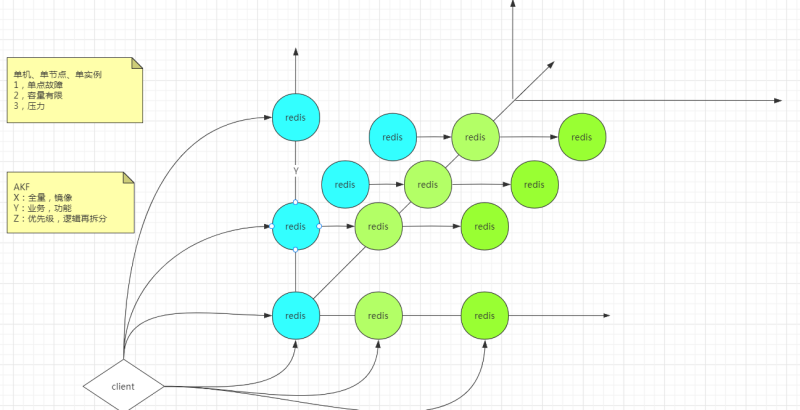 单机、单节点、单实例
1，单点故障
2，容量有限
3，压力
AKF
X：全量，镜像
Y：业务，功能
Z：优先级，逻辑再拆分
redis
redis
redis
redis
Y
redis
redis
redis
redis
redis
redis
redis
redis
redis
client